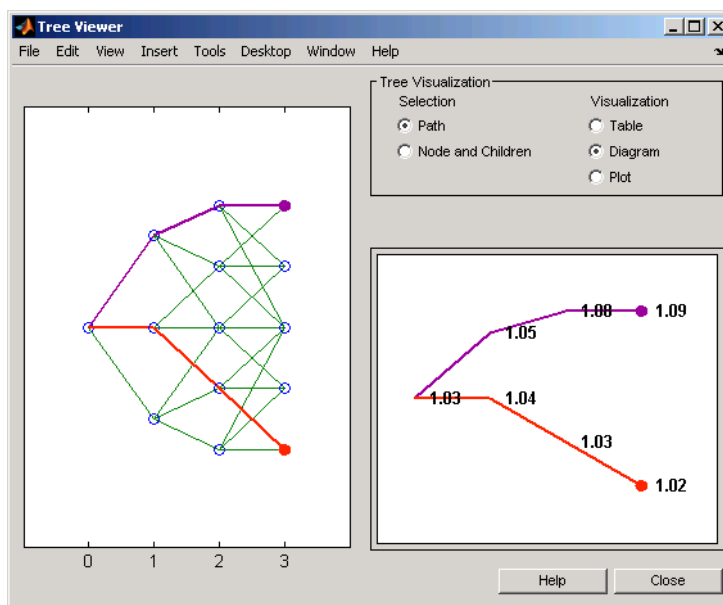 Tree Viewer
File Edit View Insert Tools Desktop Window Help
Tree Visualization
Selection
Visualization
Path
Table
Node and Children
Diagram
Plot
0 1 2 3
1.03
1.05
1.08
1.09
1.04
1.03
1.02
Help
Close